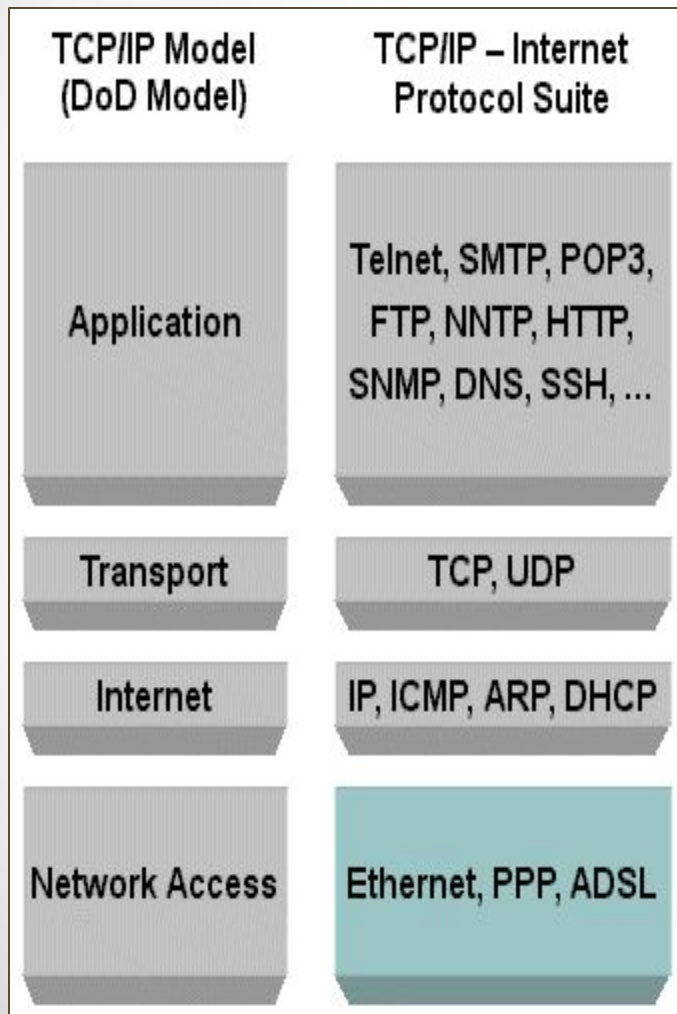 TCP/IP Model
(DoD Model)
TCP/IP – Internet
Protocol Suite
Application
Telnet, SMTP, POP3,
FTP, NNTP, HTTP,
SNMP, DNS, SSH, ...
Transport
TCP, UDP
Internet
IP, ICMP, ARP, DHCP
Network Access
Ethernet, PPP, ADSL